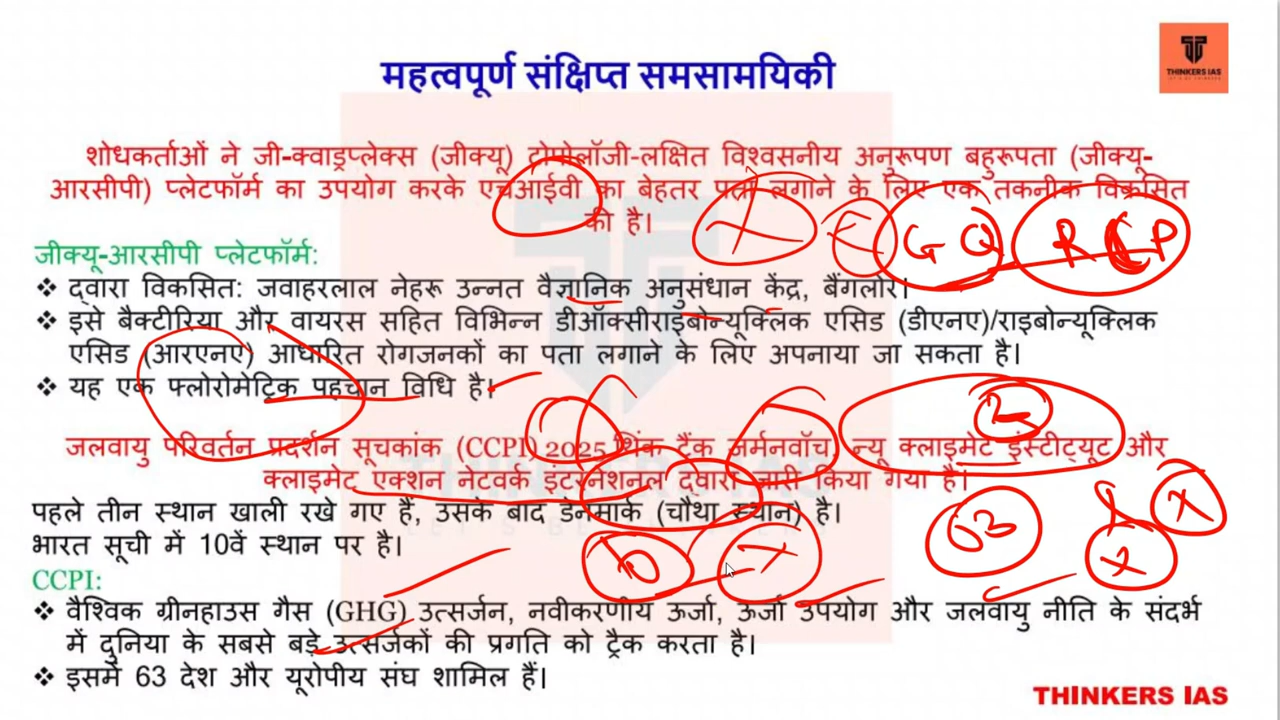 महत्वपूर्ण संक्षिप्त समसामयिकी
THINKERS IAS
शोधकर्ताओं ने जी-क्वाड्रप्लेक्स (जीक्यू) टोपोलॉजी-लक्षित विश्वसनीय अनुरूपण बहुरूपता (जीक्यू-
आरसीपी) प्लेटफॉर्म का उपयोग करके एचआईवी का बेहतर पता लगाने के लिए एक तकनीक विकसित
की है।
G Q R C P
जीक्यू-आरसीपी प्लेटफॉर्म:
❖ द्वारा विकसित: जवाहरलाल नेहरू उन्नत वैज्ञानिक अनुसंधान केंद्र, बैंगलोर।
❖ इसे बैक्टीरिया और वायरस सहित विभिन्न डीऑक्सीराइबोन्यूक्लिक एसिड (डीएनए)/राइबोन्यूक्लिक
एसिड (आरएनए) आधारित रोगजनकों का पता लगाने के लिए अपनाया जा सकता है।
❖ यह एक फ्लोरोमेट्रिक पहचान विधि है।
जलवायु परिवर्तन प्रदर्शन सूचकांक (CCPI) 2025 थिंक टैंक जर्मनवॉच, न्यू क्लाइमेट इंस्टीट्यूट और
क्लाइमेट एक्शन नेटवर्क इंटरनेशनल द्वारा जारी किया गया है।
पहले तीन स्थान खाली रखे गए हैं, उसके बाद डेनमार्क (चौथा स्थान) है।
63
भारत सूची में 10वें स्थान पर है।
10
CCPI:
❖ वैश्विक ग्रीनहाउस गैस (GHG) उत्सर्जन, नवीकरणीय ऊर्जा, ऊर्जा उपयोग और जलवायु नीति के संदर्भ
में दुनिया के सबसे बड़े उत्सर्जकों की प्रगति को ट्रैक करता है।
❖ इसमें 63 देश और यूरोपीय संघ शामिल हैं।
THINKERS IAS